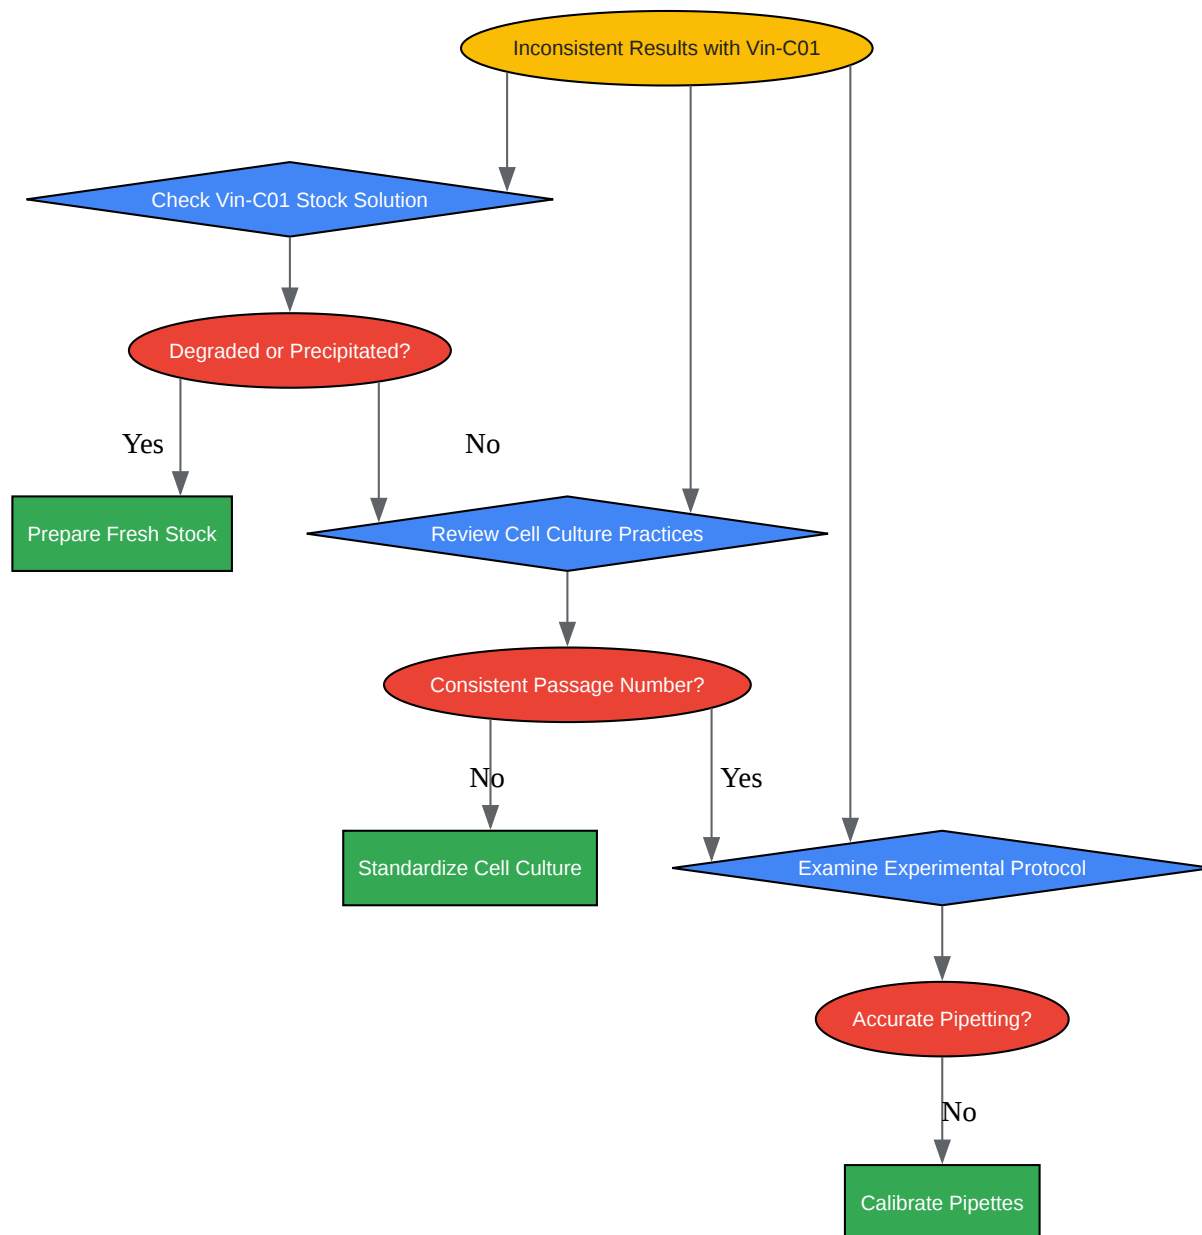 Inconsistent Results with Vin-C01
Check Vin-C01 Stock Solution
Degraded or Precipitated?
Yes
No
Prepare Fresh Stock
Review Cell Culture Practices
Consistent Passage Number?
No
Yes
Standardize Cell Culture
Examine Experimental Protocol
Accurate Pipetting?
No
Calibrate Pipettes